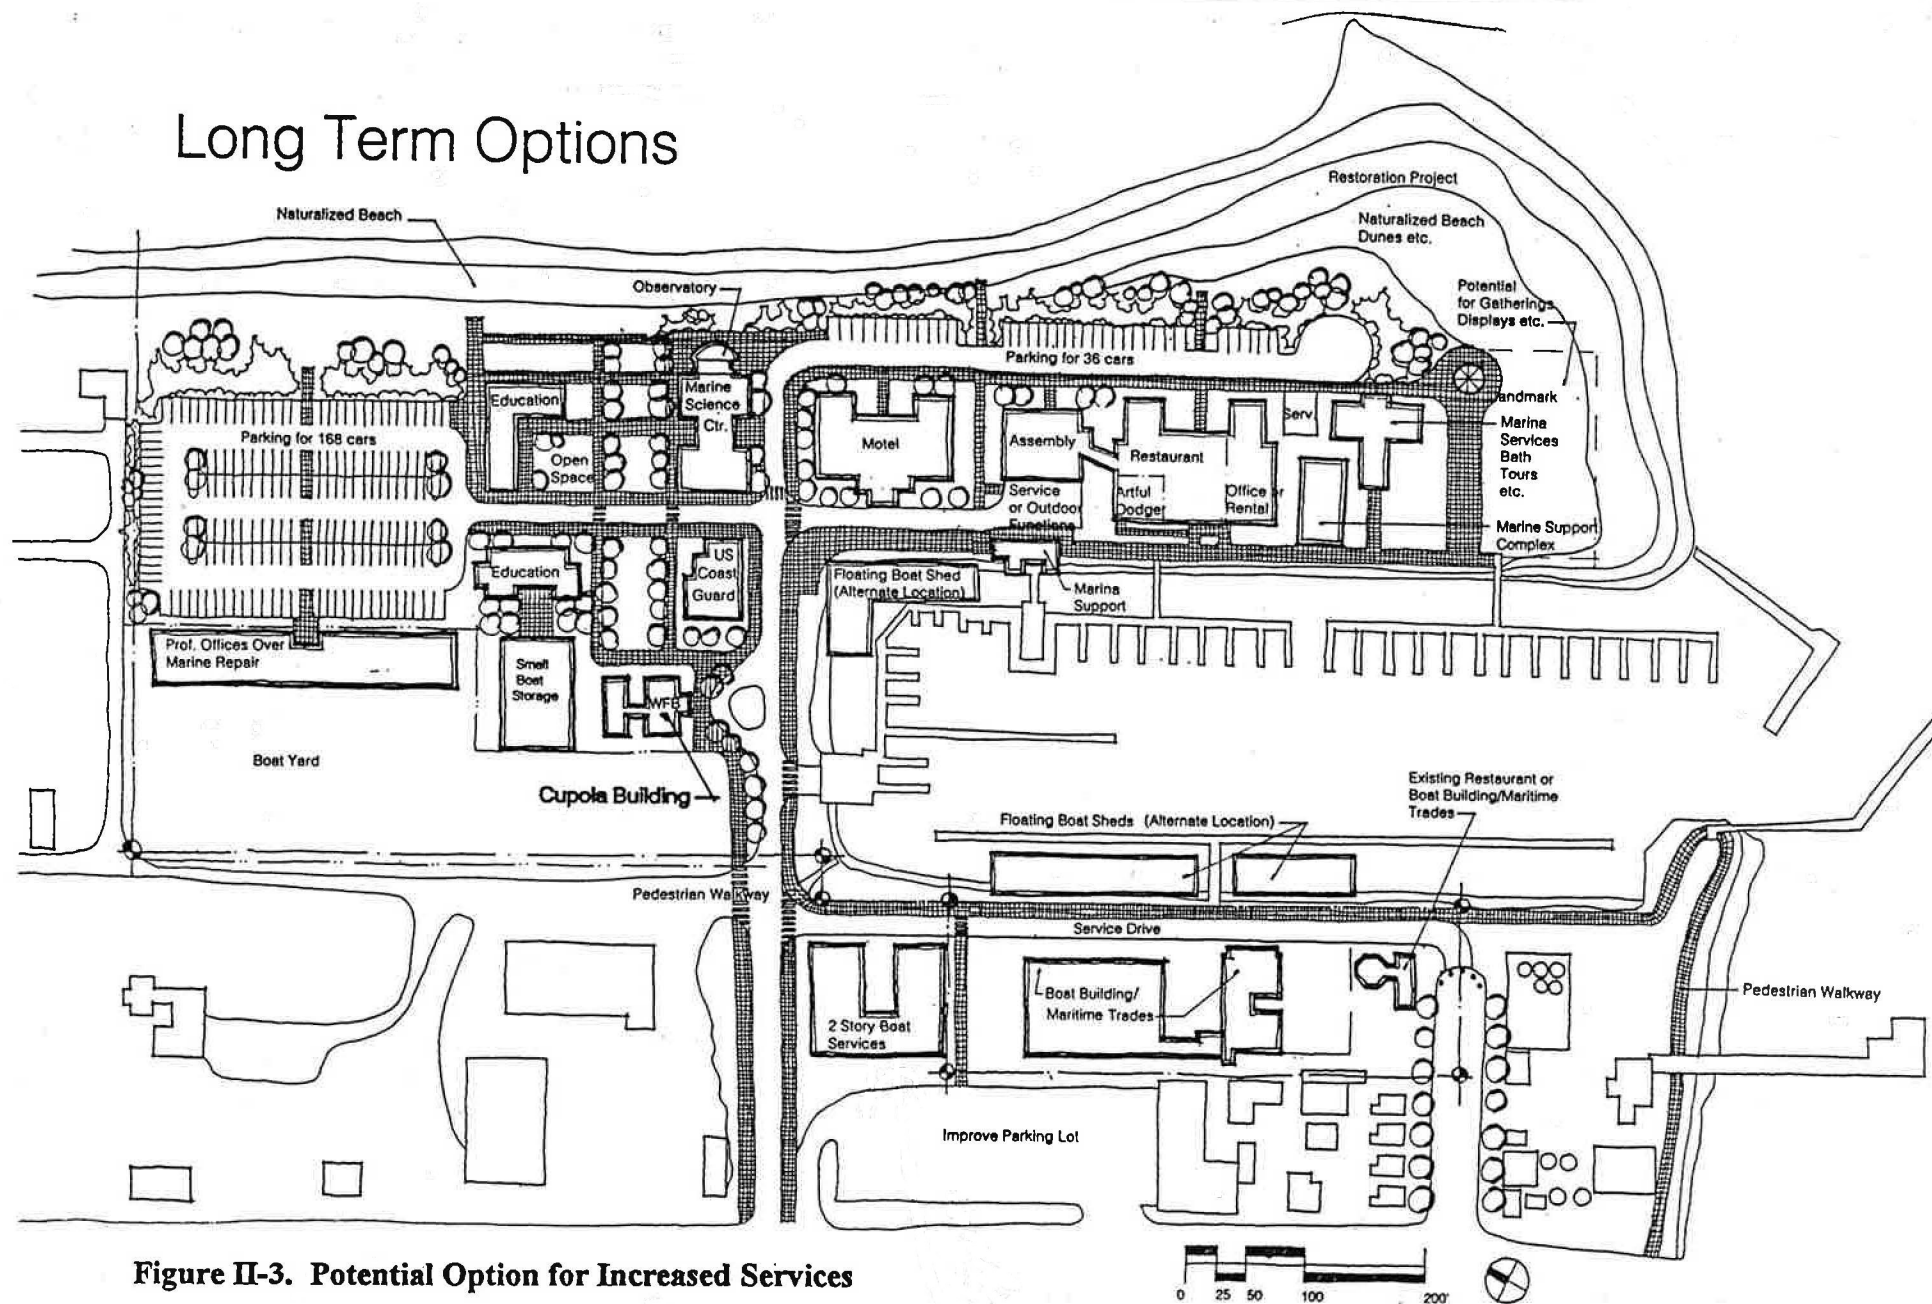 Long Term Options
Restoration Project
Naturalized Beach
Naturalized Beach
Dunes etc.
Observatory
Potential
for Gatherings
Displays etc.
Parking for 36 cars
Education
Marine
Science
Ctr.
Serv.
andmark
Parking for 168 cars
Motel
Assembly
Restaurant
Marina
Services
Bath
Tours
etc.
Open
Space
Service
or Outdoor
Functions
Artful
Dodger
Office or
Rental
Marine Support
Complex
US
Coast
Guard
Education
Floating Boat Shed
(Alternate Location)
Marina
Support
Prof. Offices Over
Marine Repair
Small
Boat
Storage
WFB
Boat Yard
Cupola Building
Existing Restaurant or
Boat Building/Maritime
Trades
Floating Boat Sheds (Alternate Location)
Pedestrian Walkway
Service Drive
Boat Building/
Maritime Trades
Pedestrian Walkway
2 Story Boat
Services
Improve Parking Lot
Figure II-3. Potential Option for Increased Services
0 25 50 100 200'